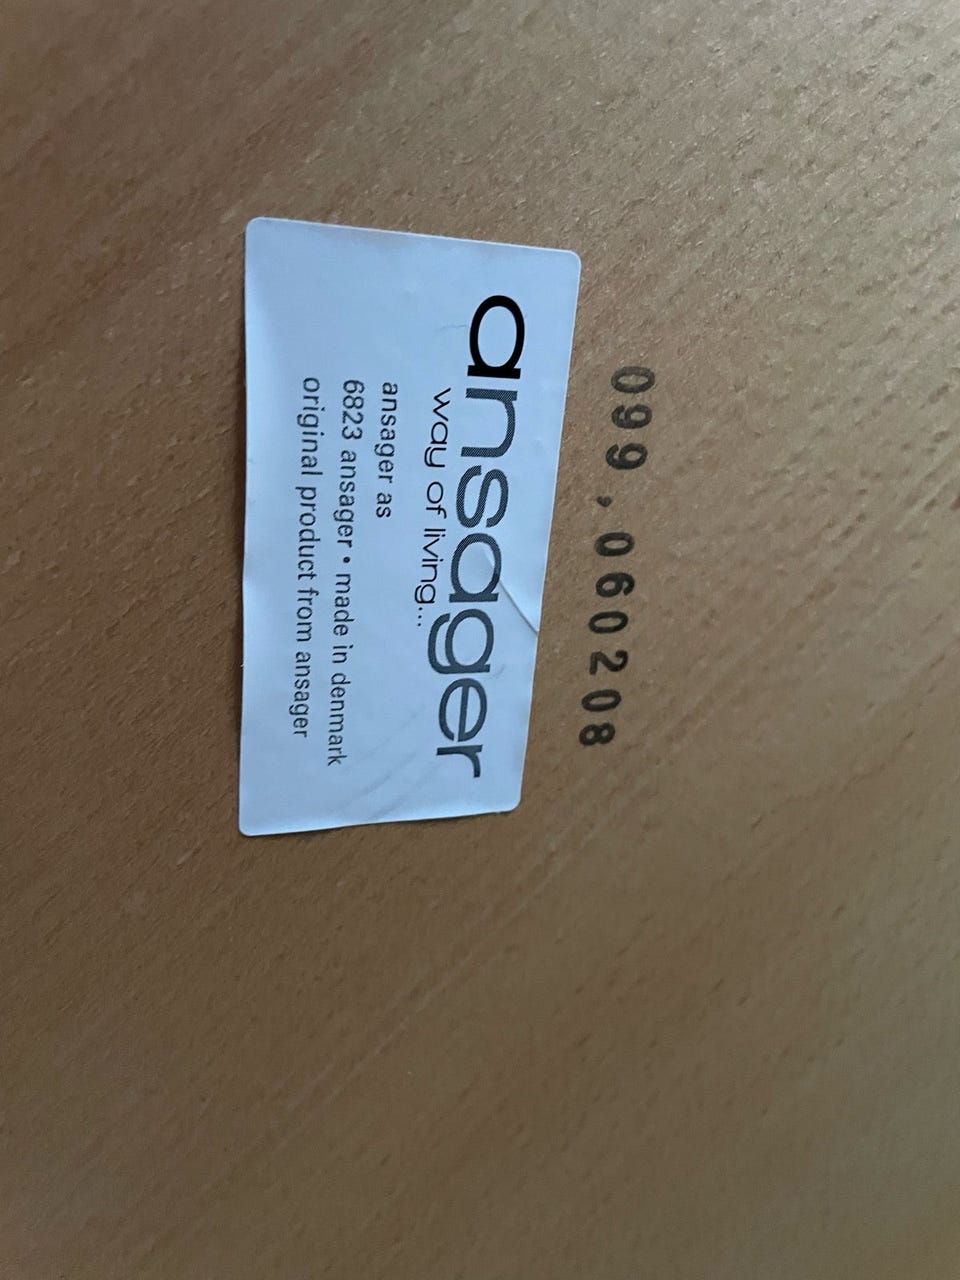 099,060208
ansager
way of living...
ansager as
6823 ansager • made in denmark
original product from ansager